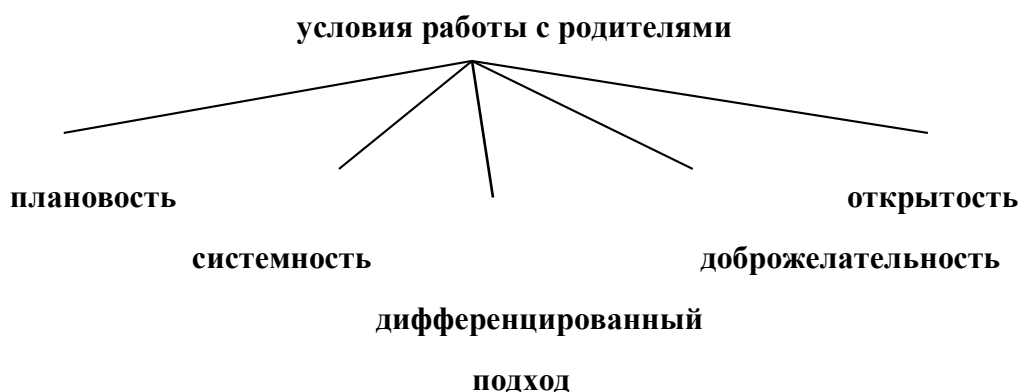 условия работы с родителями
плановость
открытость
системность
доброжелательность
дифференцированный
подход